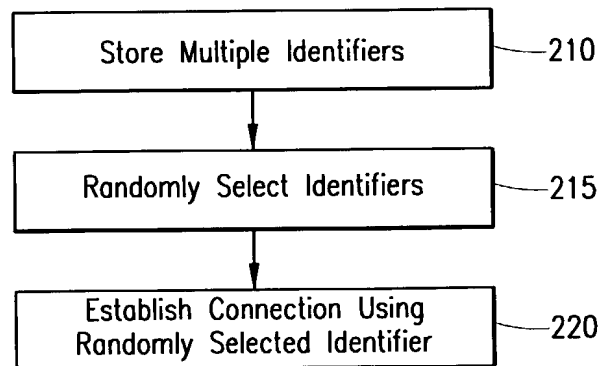 Store Multiple Identifiers
210
Randomly Select Identifiers
215
Establish Connection Using
Randomly Selected Identifier
220